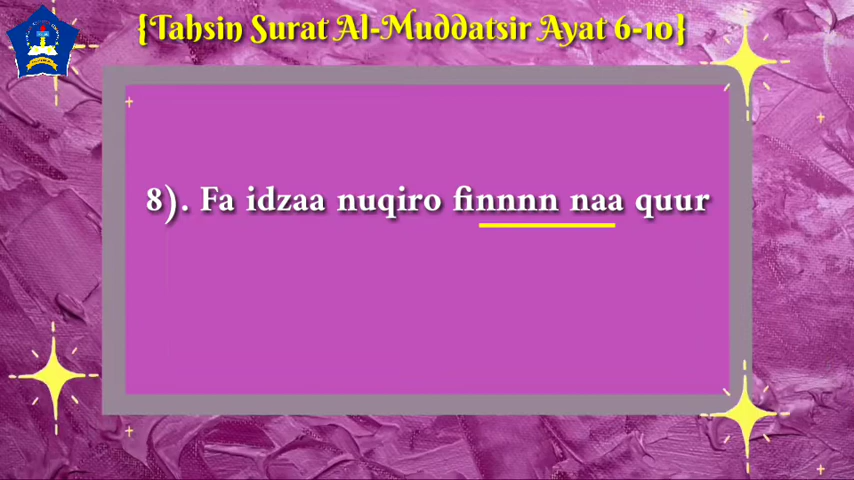 {Tahsin Surat Al-Muddatsir Ayat 6-10}
8). Fa idzaa nuqiro finnnn naa quur